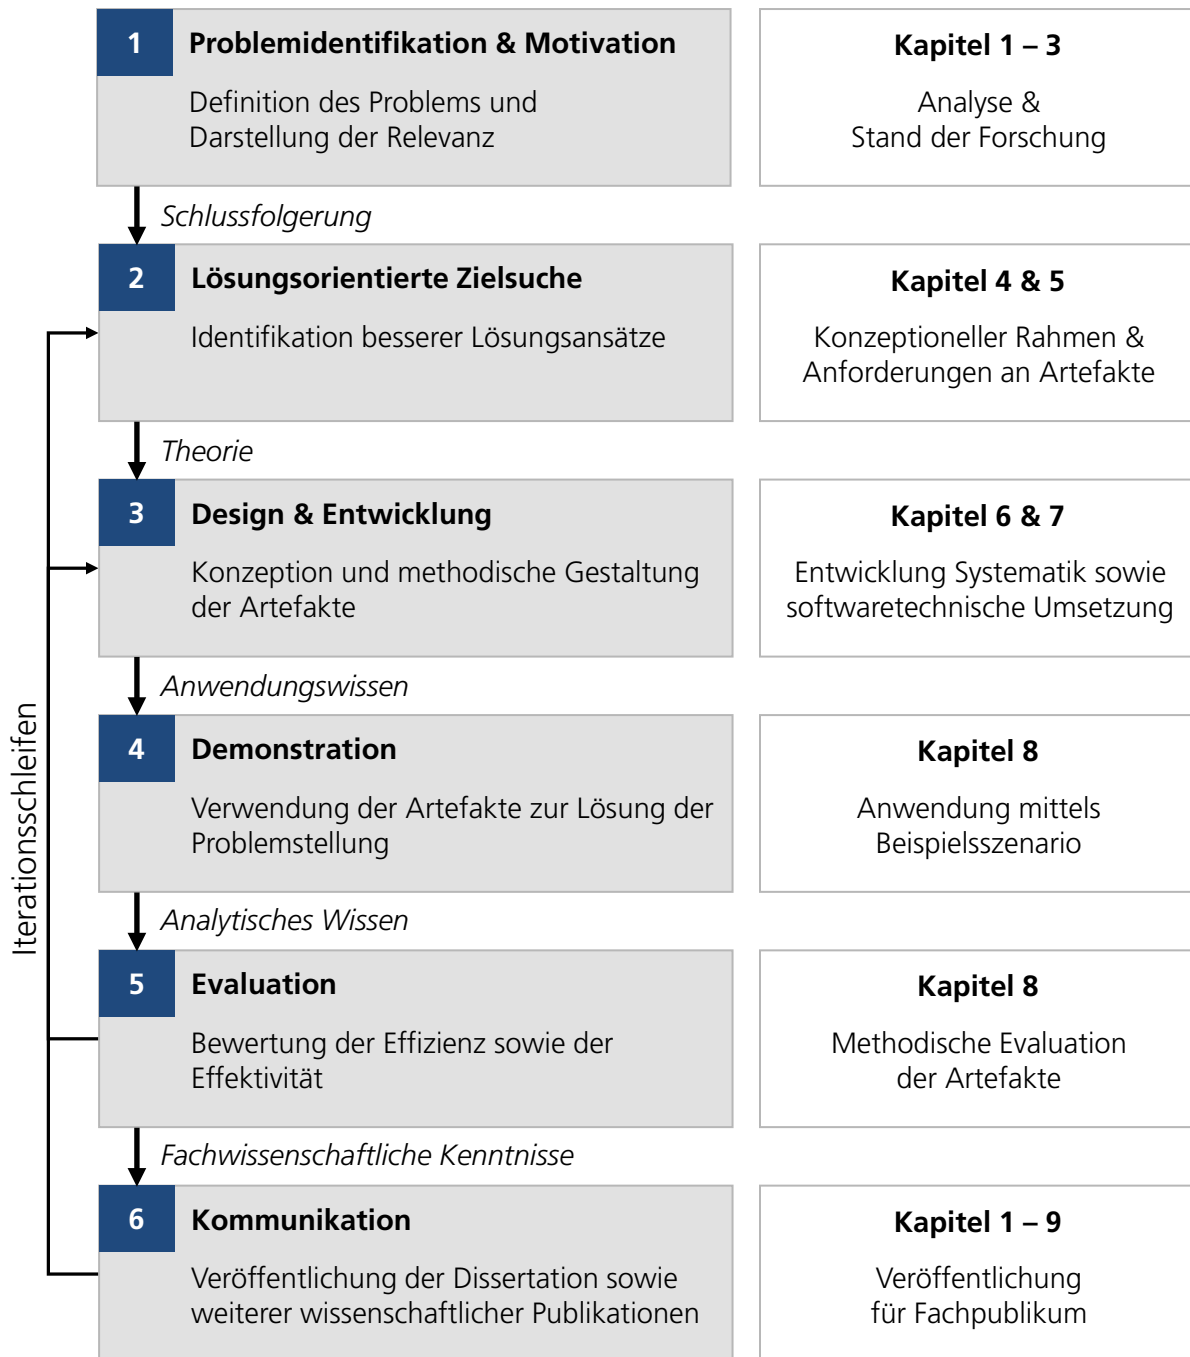 1
Problemidentifikation & Motivation
Definition des Problems und
Darstellung der Relevanz
Kapitel 1 – 3
Analyse &
Stand der Forschung
Schlussfolgerung
2
Lösungsorientierte Zielsuche
Identifikation besserer Lösungsansätze
Kapitel 4 & 5
Konzeptioneller Rahmen &
Anforderungen an Artefakte
Theorie
3
Design & Entwicklung
Konzeption und methodische Gestaltung
der Artefakte
Kapitel 6 & 7
Entwicklung Systematik sowie
softwaretechnische Umsetzung
Anwendungswissen
4
Demonstration
Verwendung der Artefakte zur Lösung der
Problemstellung
Kapitel 8
Anwendung mittels
Beispielsszenario
Analytisches Wissen
5
Evaluation
Bewertung der Effizienz sowie der
Effektivität
Kapitel 8
Methodische Evaluation
der Artefakte
Fachwissenschaftliche Kenntnisse
6
Kommunikation
Veröffentlichung der Dissertation sowie
weiterer wissenschaftlicher Publikationen
Kapitel 1 – 9
Veröffentlichung
für Fachpublikum
Iterationsschleifen